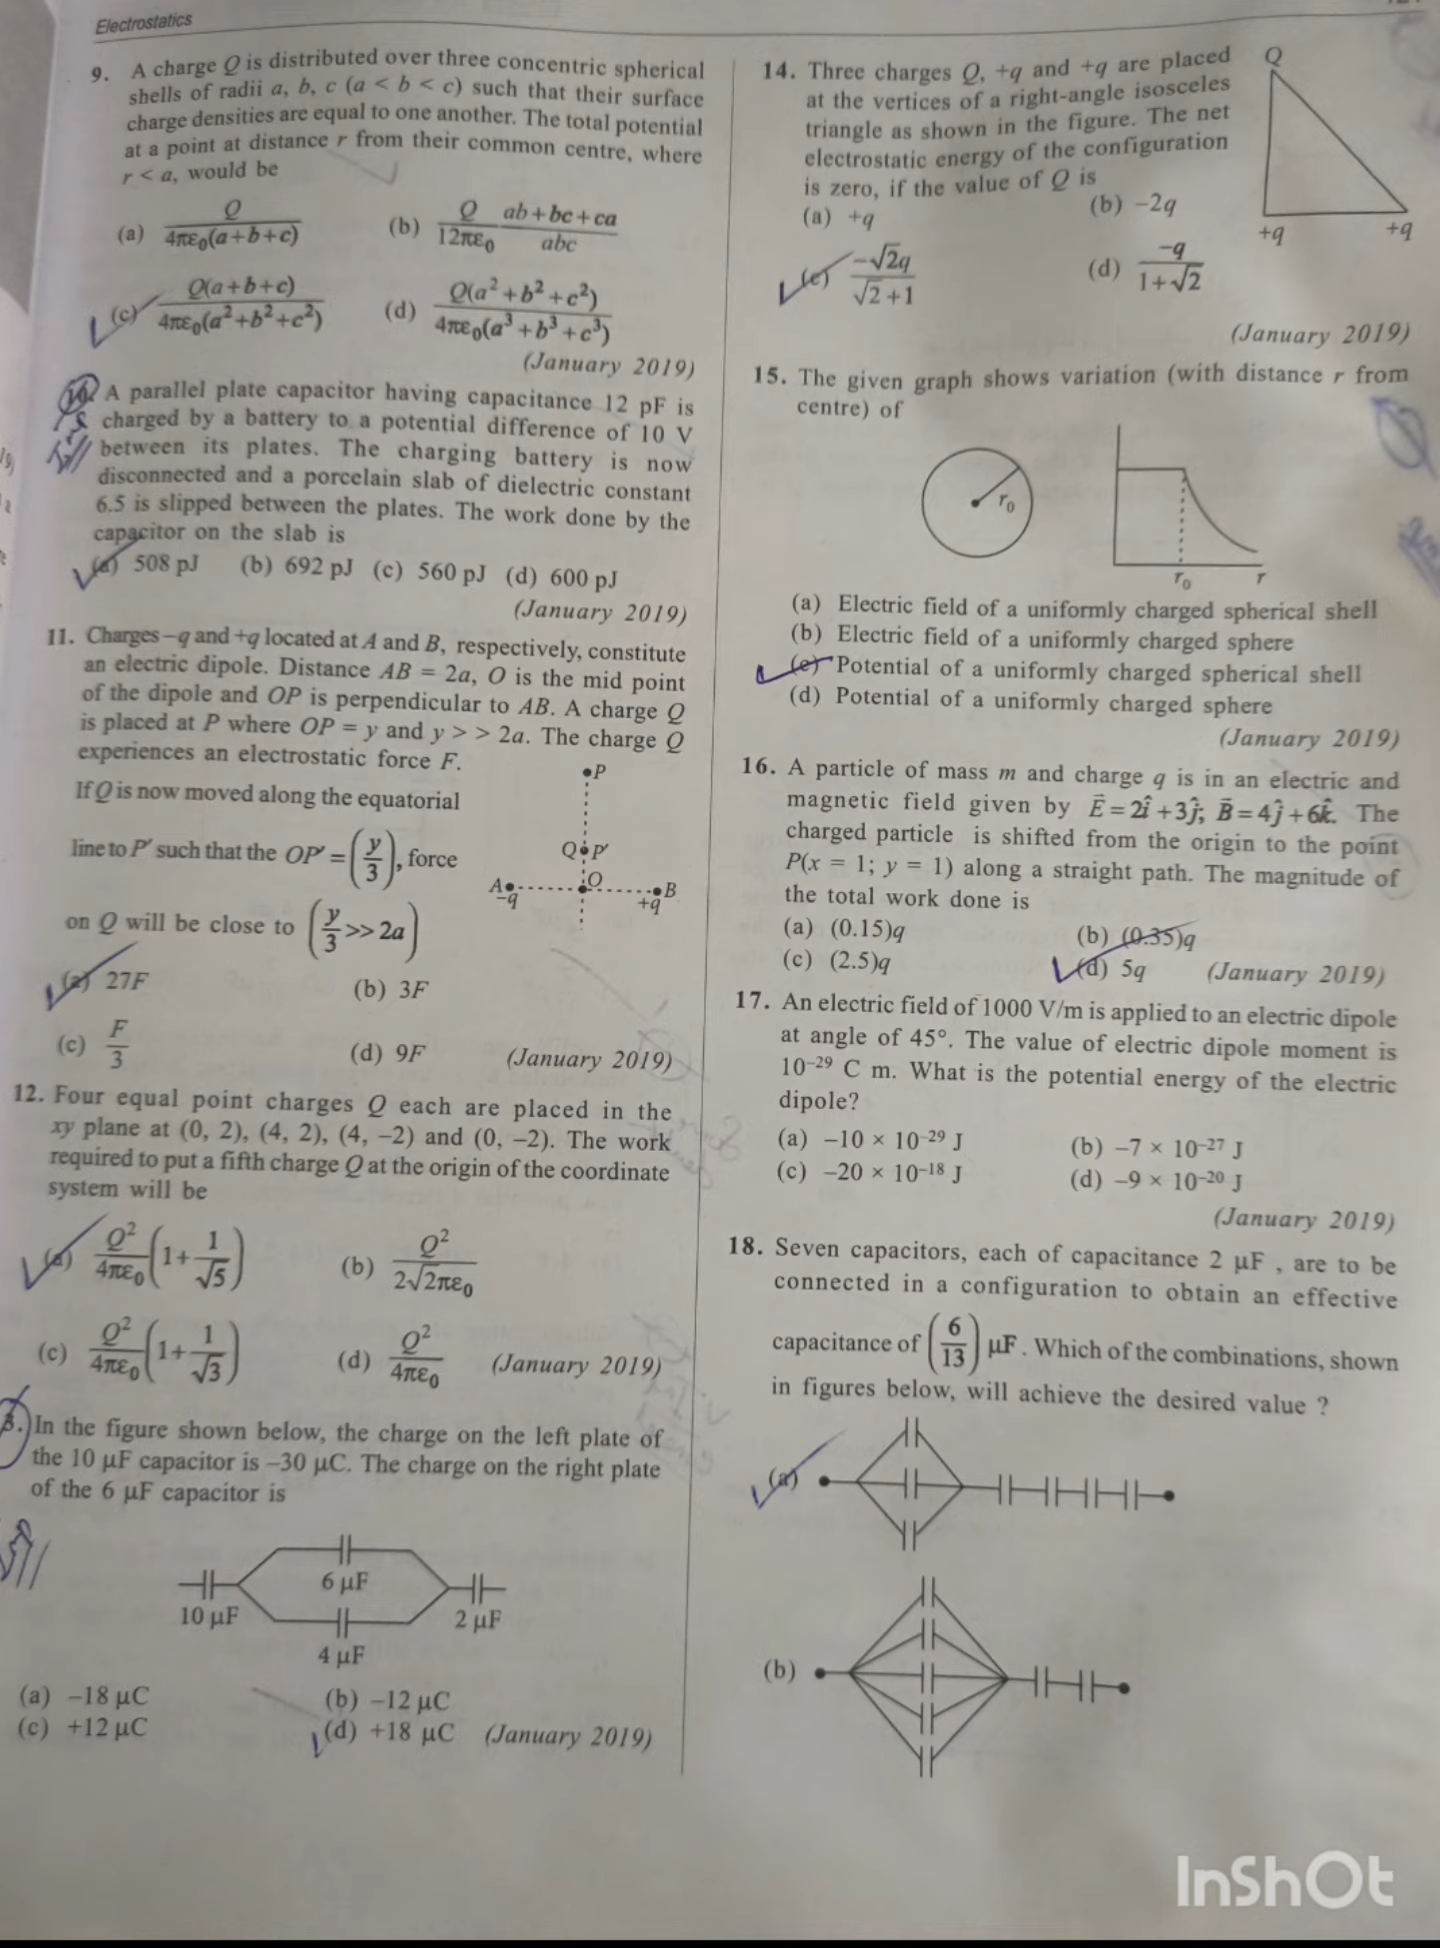 Electrostatics
9. A charge Q is distributed over three concentric spherical
shells of radii a, b, c (a < b < c) such that their surface
charge densities are equal to one another. The total potential
at a point at distance r from their common centre, where
r < a, would be
(a) Q/4πε₀(a+b+c) (b) Q/12πε₀ ab+bc+ca/abc
(c) Q(a+b+c)/4πε₀(a²+b²+c²) (d) Q(a²+b²+c²)/4πε₀(a³+b³+c³)
(January 2019)
10. A parallel plate capacitor having capacitance 12 pF is
charged by a battery to a potential difference of 10 V
between its plates. The charging battery is now
disconnected and a porcelain slab of dielectric constant
6.5 is slipped between the plates. The work done by the
capacitor on the slab is
(a) 508 pJ (b) 692 pJ (c) 560 pJ (d) 600 pJ
(January 2019)
11. Charges –q and +q located at A and B, respectively, constitute
an electric dipole. Distance AB = 2a, O is the mid point
of the dipole and OP is perpendicular to AB. A charge Q
is placed at P where OP = y and y > > 2a. The charge Q
experiences an electrostatic force F.
If Q is now moved along the equatorial
line to P′ such that the OP′ = (y/3), force
on Q will be close to (y/3 >> 2a)
P
Q P′
A O B
–q +q
(a) 27F (b) 3F
(c) F/3 (d) 9F (January 2019)
12. Four equal point charges Q each are placed in the
xy plane at (0, 2), (4, 2), (4, –2) and (0, –2). The work
required to put a fifth charge Q at the origin of the coordinate
system will be
(a) Q²/4πε₀ (1+1/√5) (b) Q²/2√2πε₀
(c) Q²/4πε₀ (1+1/√3) (d) Q²/4πε₀ (January 2019)
3. In the figure shown below, the charge on the left plate of
the 10 μF capacitor is –30 μC. The charge on the right plate
of the 6 μF capacitor is
6 μF
10 μF 2 μF
4 μF
(a) –18 μC (b) –12 μC
(c) +12 μC (d) +18 μC (January 2019)
14. Three charges Q, +q and +q are placed
at the vertices of a right-angle isosceles
triangle as shown in the figure. The net
electrostatic energy of the configuration
is zero, if the value of Q is
(a) +q (b) –2q
(c) –√2q/√2+1 (d) –q/1+√2
Q
+q +q
(January 2019)
15. The given graph shows variation (with distance r from
centre) of
r₀
r₀ r
(a) Electric field of a uniformly charged spherical shell
(b) Electric field of a uniformly charged sphere
(c) Potential of a uniformly charged spherical shell
(d) Potential of a uniformly charged sphere
(January 2019)
16. A particle of mass m and charge q is in an electric and
magnetic field given by E⃗ = 2î + 3ĵ; B⃗ = 4ĵ + 6k̂. The
charged particle is shifted from the origin to the point
P(x = 1; y = 1) along a straight path. The magnitude of
the total work done is
(a) (0.15)q (b) (0.35)q
(c) (2.5)q (d) 5q (January 2019)
17. An electric field of 1000 V/m is applied to an electric dipole
at angle of 45°. The value of electric dipole moment is
10⁻²⁹ C m. What is the potential energy of the electric
dipole?
(a) –10 × 10⁻²⁹ J (b) –7 × 10⁻²⁷ J
(c) –20 × 10⁻¹⁸ J (d) –9 × 10⁻²⁰ J
(January 2019)
18. Seven capacitors, each of capacitance 2 μF , are to be
connected in a configuration to obtain an effective
capacitance of (6/13) μF. Which of the combinations, shown
in figures below, will achieve the desired value ?
(a)
(b)
InShOt